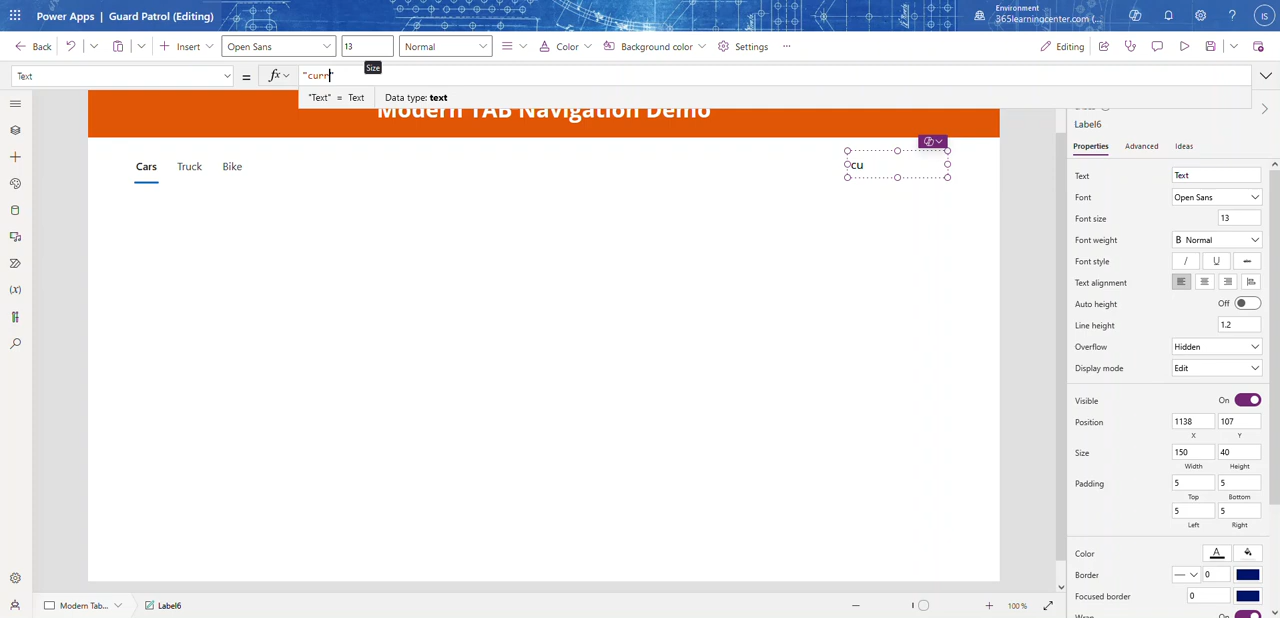 Power Apps | Guard Patrol (Editing)
Environment
365learningcenter.com (...
IS
Back
Insert
Open Sans
13
Normal
Color
Background color
Settings
...
Editing
Size
Text
=
fx
"curr"
"Text" = Text
Data type: text
Modern TAB Navigation Demo
Label6
Cars
Truck
Bike
cu
Properties
Advanced
Ideas
Text
Text
Font
Open Sans
Font size
13
Font weight
B Normal
Font style
/
U
Text alignment
Auto height
Off
Line height
1.2
Overflow
Hidden
Display mode
Edit
Visible
On
Position
1138
107
X
Y
Size
150
40
Width
Height
Padding
5
5
Top
Bottom
5
5
Left
Right
Color
A
Border
0
Focused border
0
Wrap
On
Modern Tab...
Label6
100 %